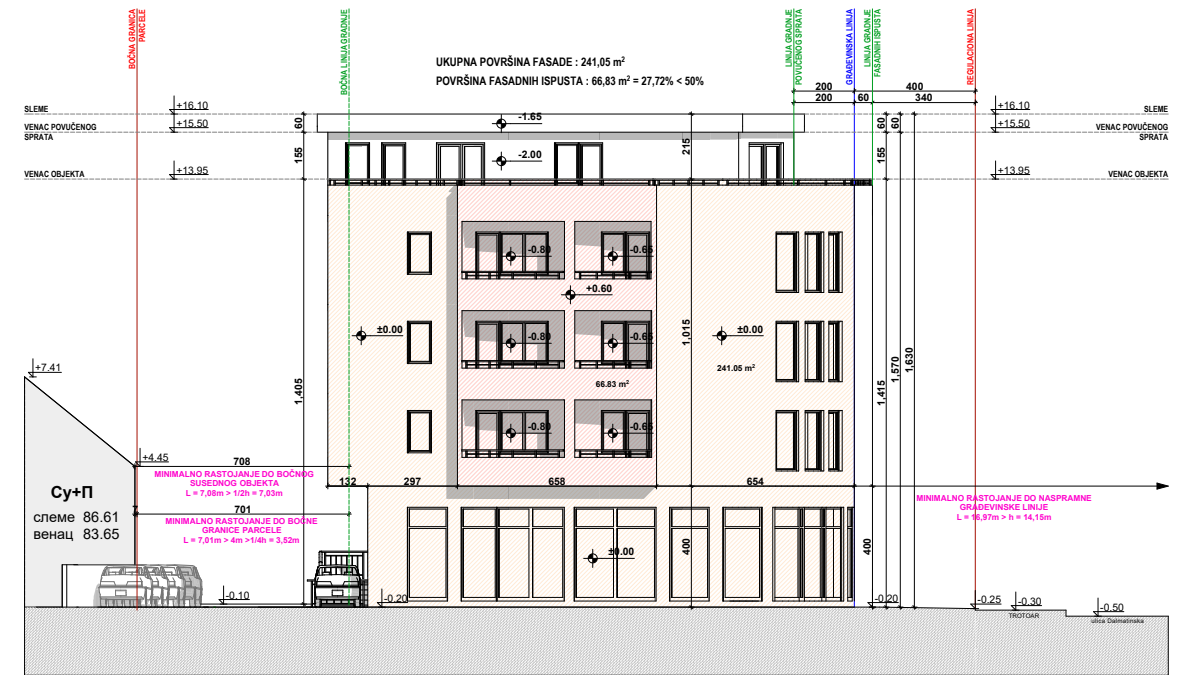 BOČNA GRANICA
PARCELE
BOČNA LINIJA GRADNJE
LINIJA GRADNJE
POVUČENOG SPRATA
GRAĐEVINSKA LINIJA
LINIJA GRADNJE
FASADNIH ISPUSTA
REGULACIONA LINIJA
UKUPNA POVRŠINA FASADE : 241,05 m²
POVRŠINA FASADNIH ISPUSTA : 66,83 m² = 27,72% < 50%
200 400
200 60 340
SLEME +16.10
VENAC POVUČENOG
SPRATA
+15.50
VENAC OBJEKTA +13.95
+16.10 SLEME
+15.50 VENAC POVUČENOG
SPRATA
+13.95 VENAC OBJEKTA
60
155
1,405
-1.65
-2.00
215
1,015
400
60
155
60
1,415
1,570
1,630
400
-0.80 -0.65
+0.60
±0.00
±0.00
-0.80 -0.65
66.83 m²
241.05 m²
-0.80 -0.65
+7.41
+4.45
708
MINIMALNO RASTOJANJE DO BOČNOG
SUSEDNOG OBJEKTA
L = 7,08m > 1/2h = 7,03m
701
MINIMALNO RASTOJANJE DO BOČNE
GRANICE PARCELE
L = 7,01m > 4m >1/4h = 3,52m
132 297 658 654
MINIMALNO RASTOJANJE DO NASPRAMNE
GRAĐEVINSKE LINIJE
L = 16,97m > h = 14,15m
Су+П
слеме 86.61
венац 83.65
±0.00
-0.10
-0.20
-0.20
-0.25
-0.30
TROTOAR
-0.50
ulica Dalmatinska